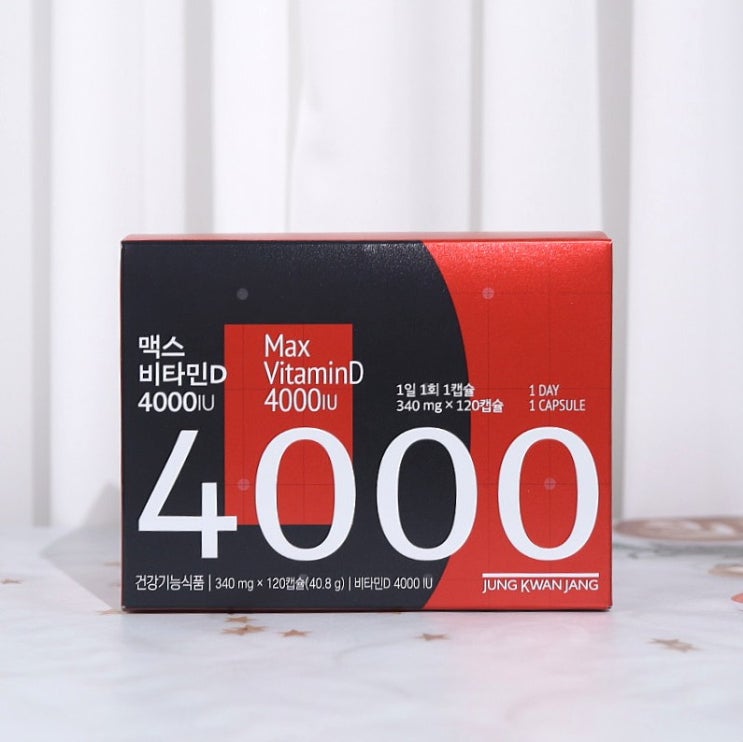 맥스
비타민D
4000IU
Max
VitaminD
4000IU
1일 1회 1캡슐
340 mg × 120캡슐
1 DAY
1 CAPSULE
4000
건강기능식품 | 340 mg × 120캡슐(40.8 g) | 비타민D 4000 IU
JUNG KWAN JANG